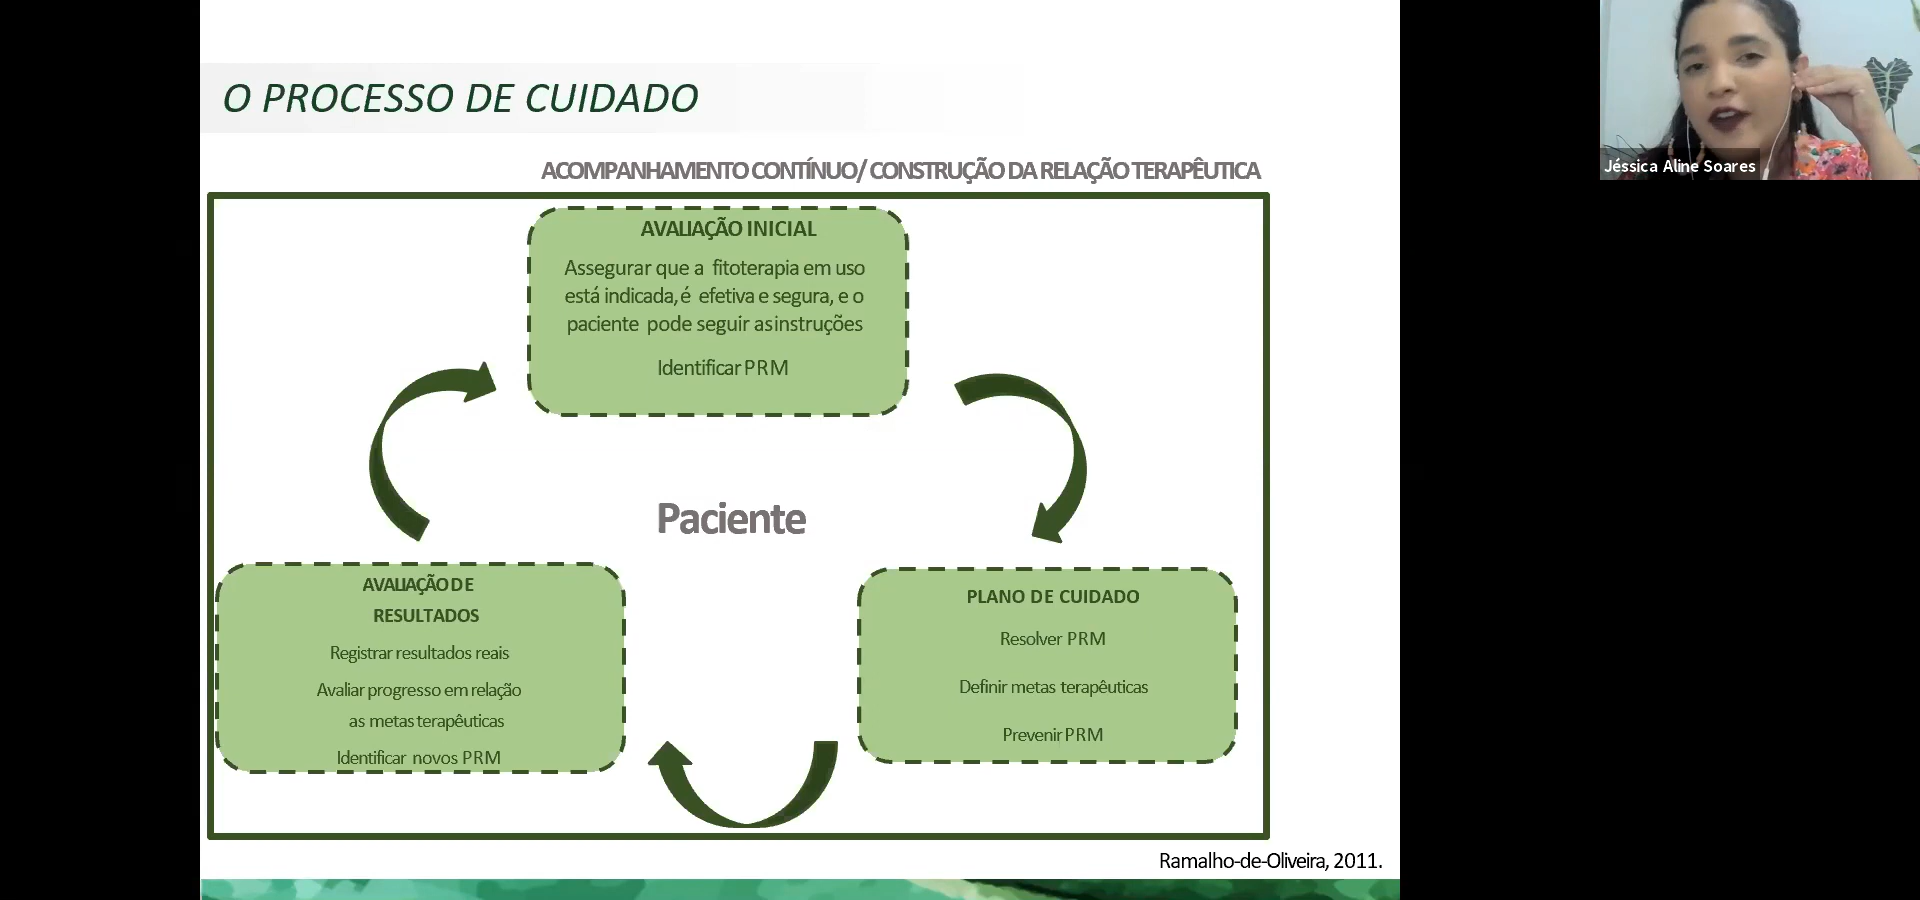 O PROCESSO DE CUIDADO
ACOMPANHAMENTO CONTÍNUO/ CONSTRUÇÃO DA RELAÇÃO TERAPÊUTICA
AVALIAÇÃO INICIAL
Assegurar que a fitoterapia em uso
está indicada, é efetiva e segura, e o
paciente pode seguir as instruções
Identificar PRM
Paciente
AVALIAÇÃO DE
RESULTADOS
Registrar resultados reais
Avaliar progresso em relação
as metas terapêuticas
Identificar novos PRM
PLANO DE CUIDADO
Resolver PRM
Definir metas terapêuticas
Prevenir PRM
Ramalho-de-Oliveira, 2011.
Jéssica Aline Soares